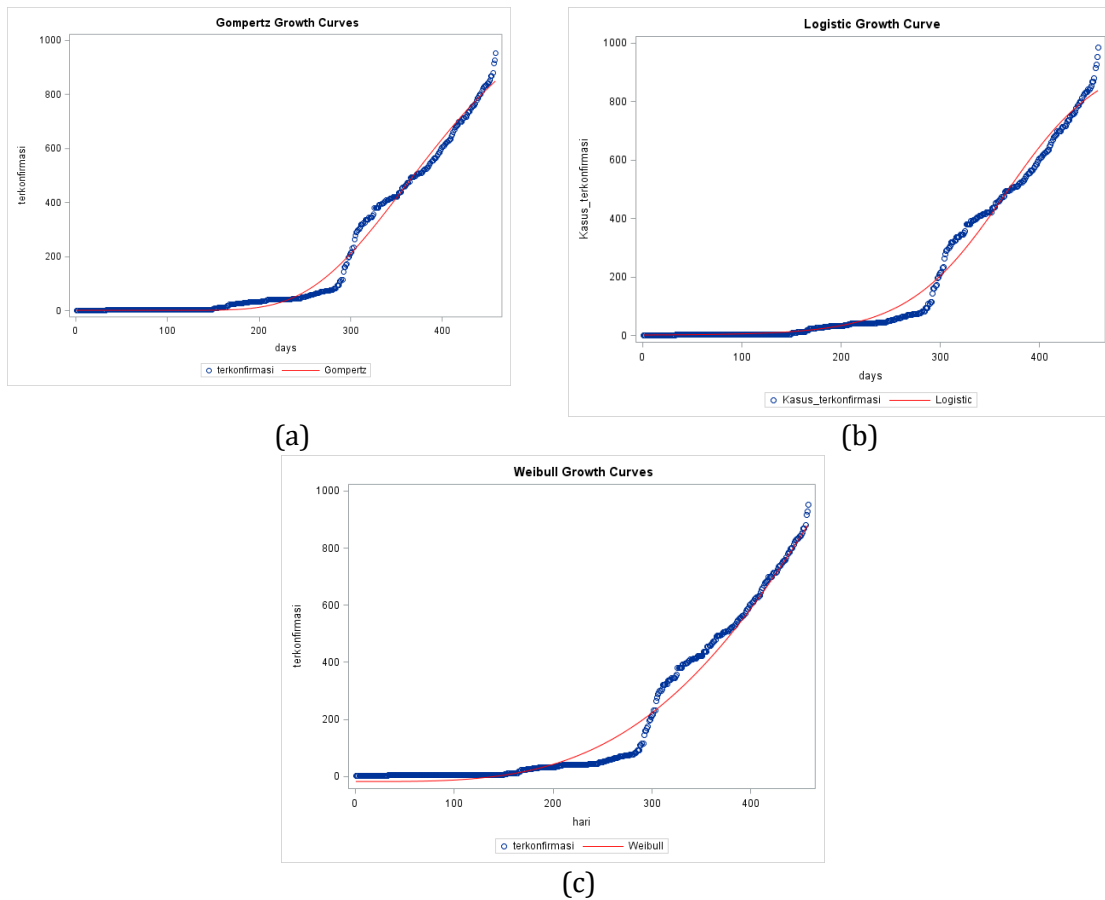 Gompertz Growth Curves
1000
800
600
400
200
0
terkonfirmasi
0 100 200 300 400
days
terkonfirmasi Gompertz
(a)
Logistic Growth Curve
1000
800
600
400
200
0
Kasus_terkonfirmasi
0 100 200 300 400
days
Kasus_terkonfirmasi Logistic
(b)
Weibull Growth Curves
1000
800
600
400
200
0
terkonfirmasi
0 100 200 300 400
hari
terkonfirmasi Weibull
(c)